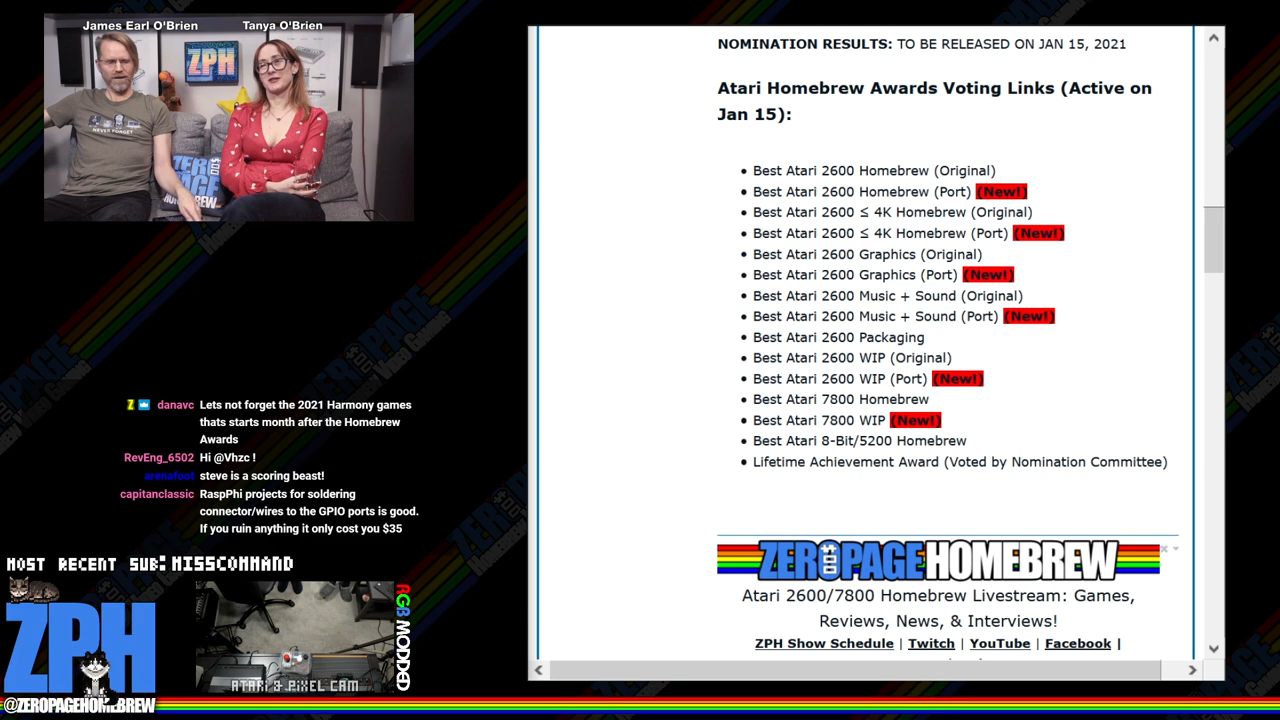 James Earl O'Brien
Tanya O'Brien
ZPH
NEVER FORGET
ZERO
PAGE
danavc Lets not forget the 2021 Harmony games
thats starts month after the Homebrew
Awards
RevEng_6502 Hi @Vhzc !
arenafoot steve is a scoring beast!
capitanclassic RaspPhi projects for soldering
connector/wires to the GPIO ports is good.
If you ruin anything it only cost you $35
MOST RECENT SUB: MISSCOMMAND
ZPH
@ZEROPAGEHOMEBREW
ATARI & PIXEL CAM
RGB MODDED
NOMINATION RESULTS: TO BE RELEASED ON JAN 15, 2021
Atari Homebrew Awards Voting Links (Active on
Jan 15):
• Best Atari 2600 Homebrew (Original)
• Best Atari 2600 Homebrew (Port) (New!)
• Best Atari 2600 ≤ 4K Homebrew (Original)
• Best Atari 2600 ≤ 4K Homebrew (Port) (New!)
• Best Atari 2600 Graphics (Original)
• Best Atari 2600 Graphics (Port) (New!)
• Best Atari 2600 Music + Sound (Original)
• Best Atari 2600 Music + Sound (Port) (New!)
• Best Atari 2600 Packaging
• Best Atari 2600 WIP (Original)
• Best Atari 2600 WIP (Port) (New!)
• Best Atari 7800 Homebrew
• Best Atari 7800 WIP (New!)
• Best Atari 8-Bit/5200 Homebrew
• Lifetime Achievement Award (Voted by Nomination Committee)
ZEROPAGEHOMEBREW
Atari 2600/7800 Homebrew Livestream: Games,
Reviews, News, & Interviews!
ZPH Show Schedule | Twitch | YouTube | Facebook |